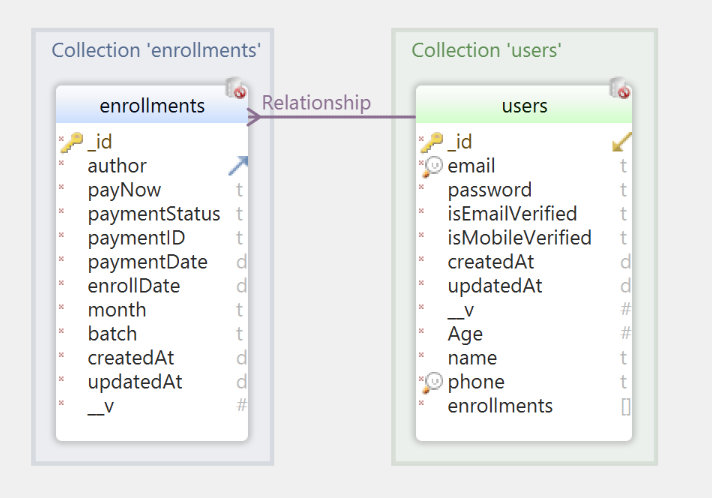 Collection 'enrollments'
enrollments
_id
* author
* payNow t
* paymentStatus t
* paymentID t
* paymentDate d
* enrollDate d
* month t
* batch t
* createdAt d
* updatedAt d
* __v #
Relationship
Collection 'users'
users
* _id
* email t
* password t
* isEmailVerified t
* isMobileVerified t
* createdAt d
* updatedAt d
* __v #
* Age #
* name t
* phone t
* enrollments []